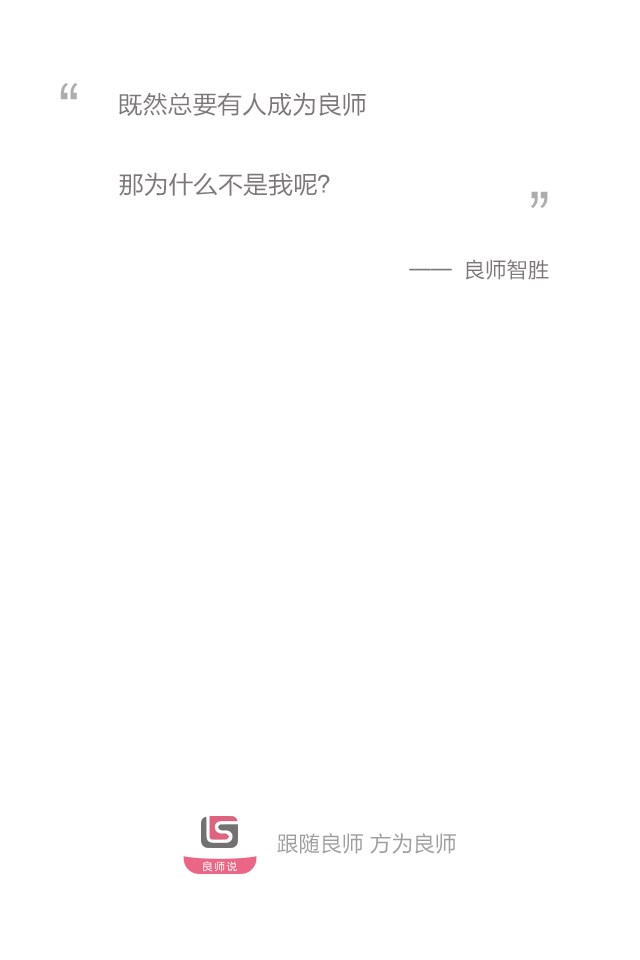 “ 既然总要有人成为良师
那为什么不是我呢？ ”
—— 良师智胜
LS
良师说
跟随良师 方为良师